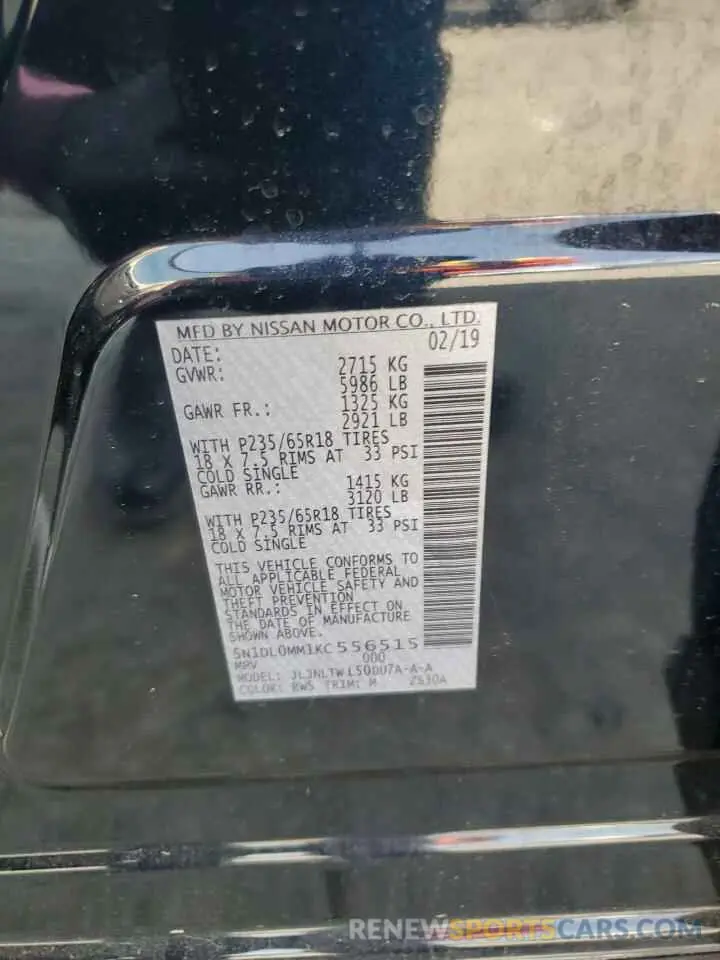 MFD BY NISSAN MOTOR CO., LTD.
DATE: 02/19
GVWR: 2715 KG
5986 LB
GAWR FR.: 1325 KG
2921 LB
WITH P235/65R18 TIRES
18 X 7.5 RIMS AT 33 PSI
COLD SINGLE
GAWR RR.: 1415 KG
3120 LB
WITH P235/65R18 TIRES
18 X 7.5 RIMS AT 33 PSI
COLD SINGLE
THIS VEHICLE CONFORMS TO
ALL APPLICABLE FEDERAL
MOTOR VEHICLE SAFETY AND
THEFT PREVENTION
STANDARDS IN EFFECT ON
THE DATE OF MANUFACTURE
SHOWN ABOVE.
5N1DL0MM1KC556515
MPV 000
MODEL:
COLOR: RW5 TRIM: M
RENEWSPORTSCARS.COM